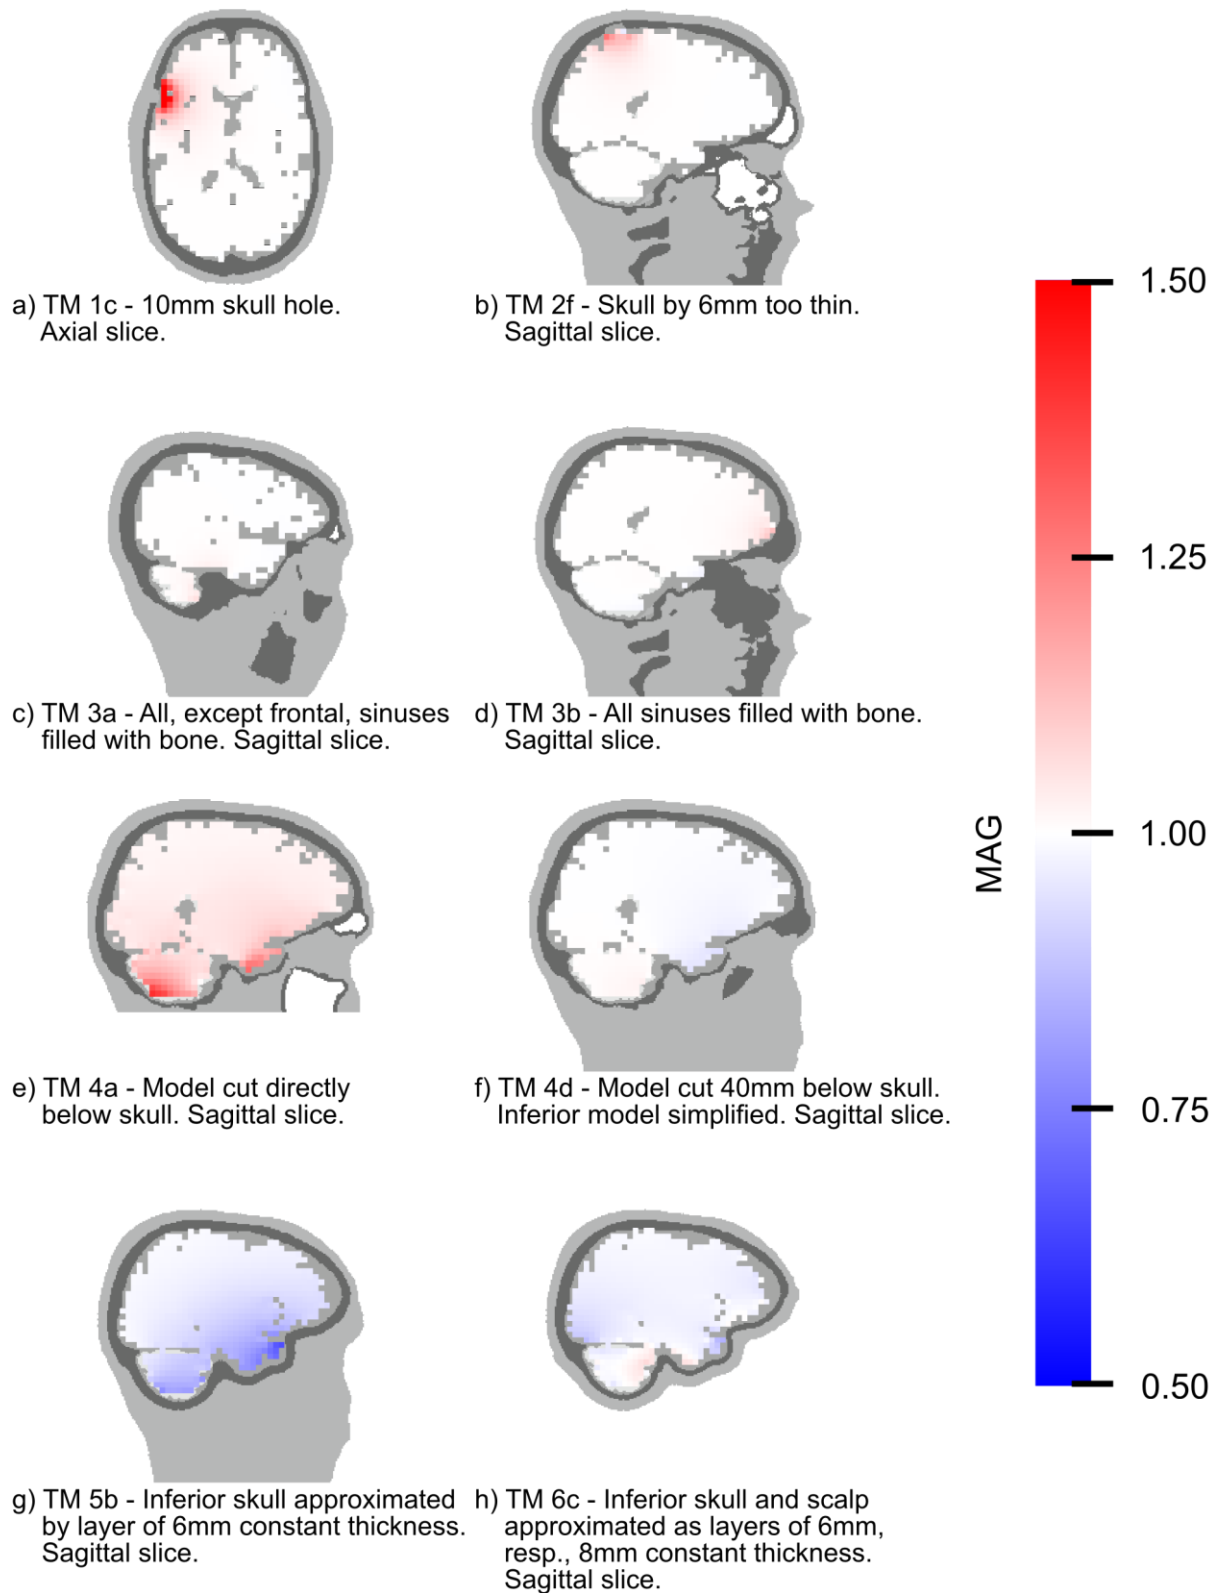 a) TM 1c - 10mm skull hole.
Axial slice.
b) TM 2f - Skull by 6mm too thin.
Sagittal slice.
c) TM 3a - All, except frontal, sinuses
filled with bone. Sagittal slice.
d) TM 3b - All sinuses filled with bone.
Sagittal slice.
e) TM 4a - Model cut directly
below skull. Sagittal slice.
f) TM 4d - Model cut 40mm below skull.
Inferior model simplified. Sagittal slice.
g) TM 5b - Inferior skull approximated
by layer of 6mm constant thickness.
Sagittal slice.
h) TM 6c - Inferior skull and scalp
approximated as layers of 6mm,
resp., 8mm constant thickness.
Sagittal slice.
MAG
1.50
1.25
1.00
0.75
0.50